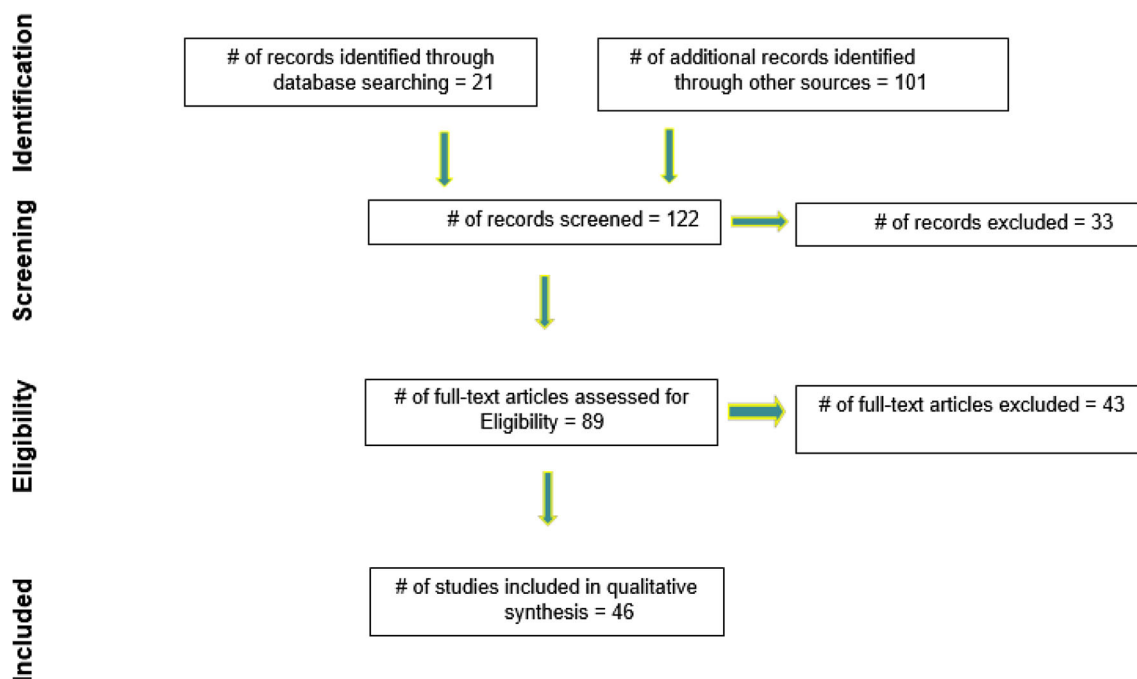 Identification
# of records identified through
database searching = 21
# of additional records identified
through other sources = 101
Screening
# of records screened = 122
# of records excluded = 33
Eligibility
# of full-text articles assessed for
Eligibility = 89
# of full-text articles excluded = 43
Included
# of studies included in qualitative
synthesis = 46